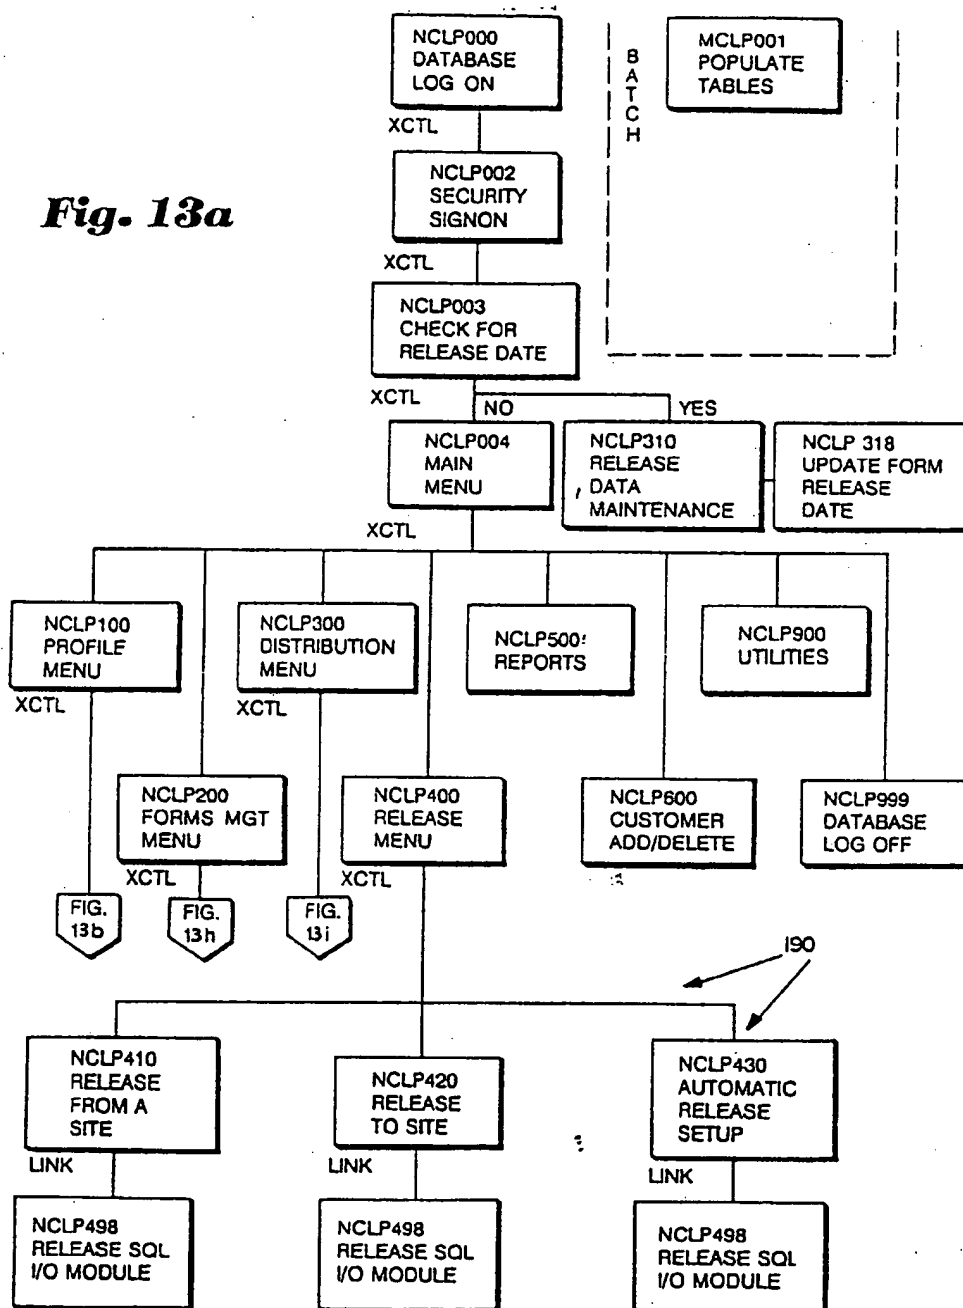 NCLP000
DATABASE
LOG ON
MCLP001
POPULATE
TABLES
BATCH
XCTL
NCLP002
SECURITY
SIGNON
Fig. 13a
XCTL
NCLP003
CHECK FOR
RELEASE DATE
XCTL
NO
YES
NCLP004
MAIN
MENU
NCLP310
RELEASE
DATA
MAINTENANCE
NCLP 318
UPDATE FORM
RELEASE
DATE
XCTL
NCLP100
PROFILE
MENU
NCLP300
DISTRIBUTION
MENU
NCLP500
REPORTS
NCLP900
UTILITIES
XCTL
XCTL
NCLP200
FORMS MGT
MENU
NCLP400
RELEASE
MENU
NCLP600
CUSTOMER
ADD/DELETE
NCLP999
DATABASE
LOG OFF
XCTL
XCTL
FIG.
13b
FIG.
13h
FIG.
13i
190
NCLP410
RELEASE
FROM A
SITE
NCLP420
RELEASE
TO SITE
NCLP430
AUTOMATIC
RELEASE
SETUP
LINK
LINK
LINK
NCLP498
RELEASE SQL
I/O MODULE
NCLP498
RELEASE SQL
I/O MODULE
NCLP498
RELEASE SQL
I/O MODULE